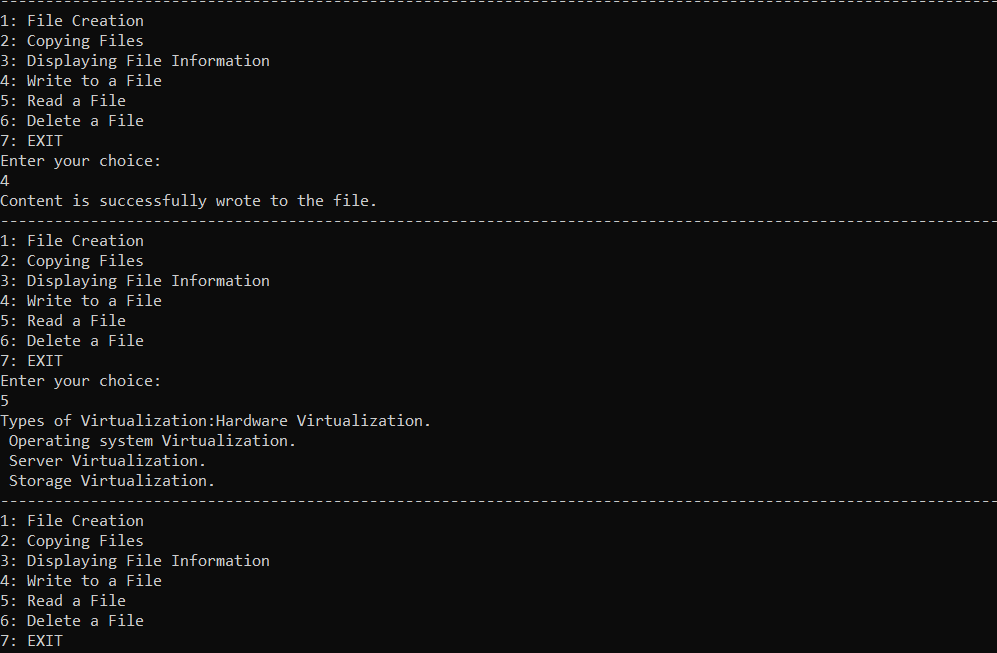 --------------------------------------------------------------------------------------------------------------
1: File Creation
2: Copying Files
3: Displaying File Information
4: Write to a File
5: Read a File
6: Delete a File
7: EXIT
Enter your choice:
4
Content is successfully wrote to the file.
--------------------------------------------------------------------------------------------------------------
1: File Creation
2: Copying Files
3: Displaying File Information
4: Write to a File
5: Read a File
6: Delete a File
7: EXIT
Enter your choice:
5
Types of Virtualization:Hardware Virtualization.
 Operating system Virtualization.
 Server Virtualization.
 Storage Virtualization.
--------------------------------------------------------------------------------------------------------------
1: File Creation
2: Copying Files
3: Displaying File Information
4: Write to a File
5: Read a File
6: Delete a File
7: EXIT